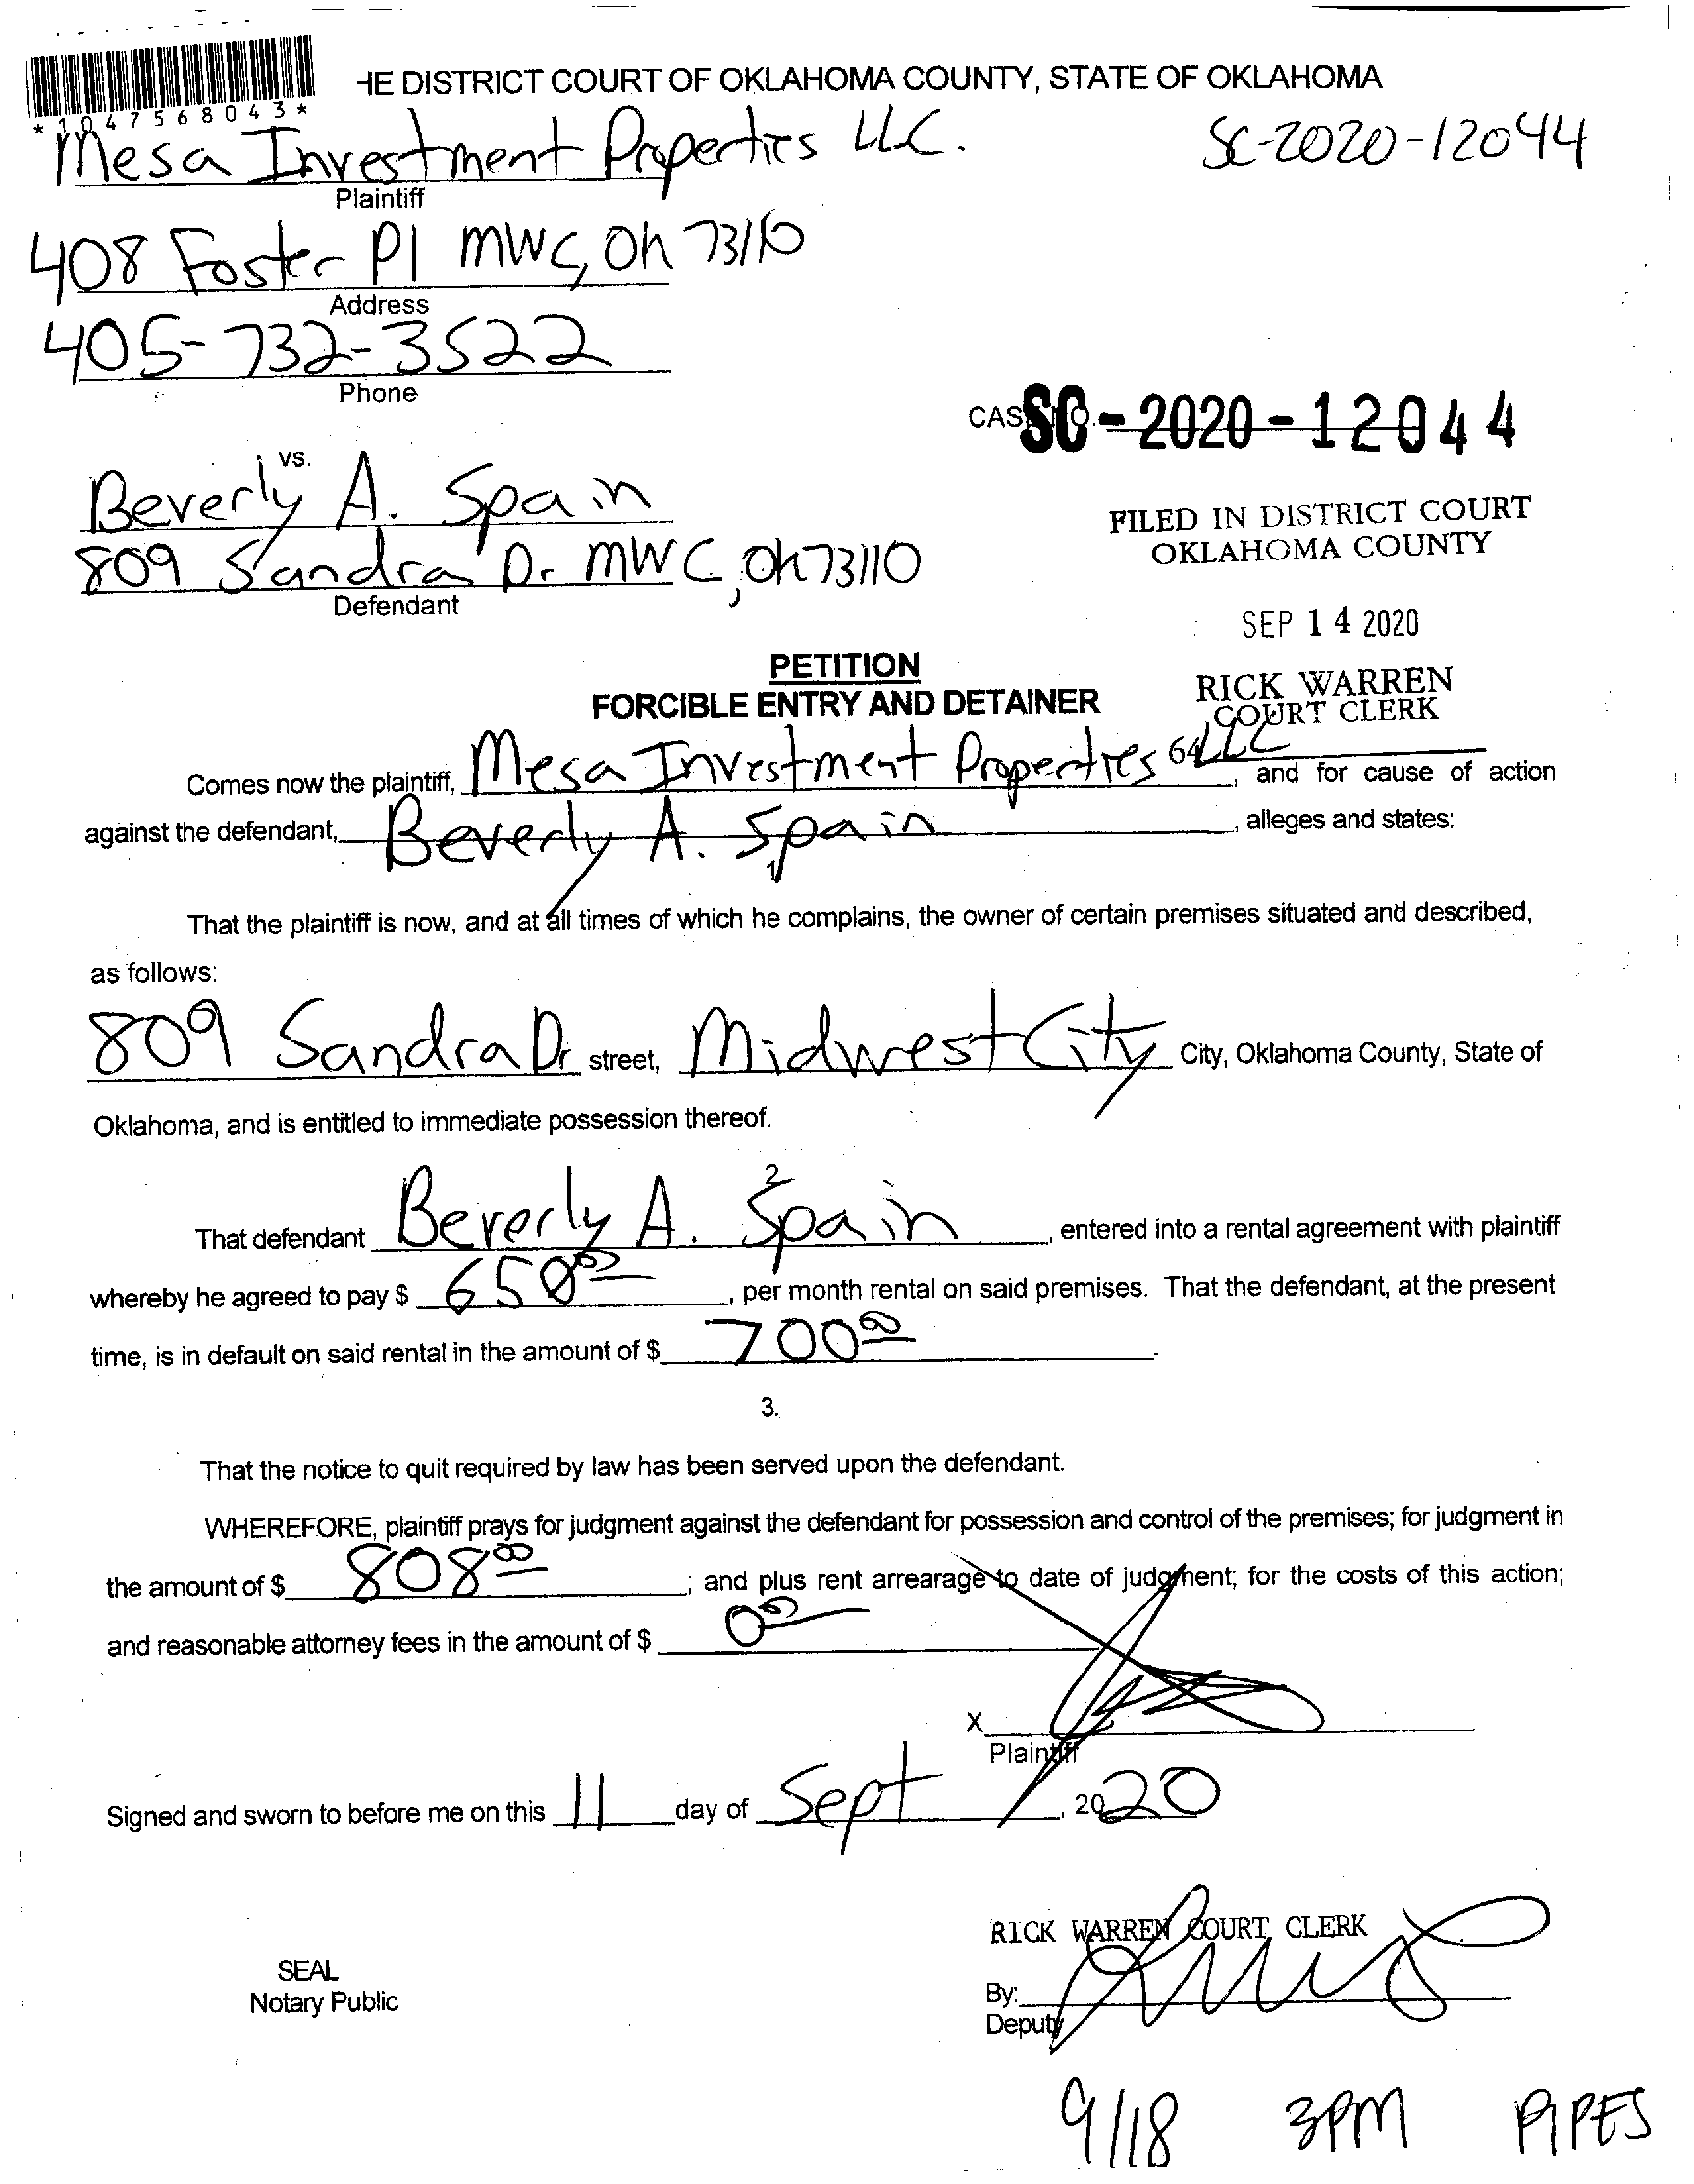 HE DISTRICT COURT OF OKLAHOMA COUNTY, STATE OF OKLAHOMA
*1047568043*
Mesa Investment Properties LLC.
SC-2020-12044
Plaintiff
408 Foster Pl MWC, Ok 73110
Address
405-732-3522
Phone
CASE NO. SC-2020-12044
vs.
Beverly A. Spain
809 Sandra Dr MWC, Ok 73110
Defendant
FILED IN DISTRICT COURT
OKLAHOMA COUNTY
SEP 14 2020
RICK WARREN
COURT CLERK
64
PETITION
FORCIBLE ENTRY AND DETAINER
Comes now the plaintiff, Mesa Investment Properties LLC, and for cause of action
against the defendant, Beverly A. Spain, alleges and states:
1
That the plaintiff is now, and at all times of which he complains, the owner of certain premises situated and described,
as follows:
809 Sandra Dr street, Midwest City City, Oklahoma County, State of
Oklahoma, and is entitled to immediate possession thereof.
2
That defendant Beverly A. Spain, entered into a rental agreement with plaintiff
whereby he agreed to pay $ 650 00, per month rental on said premises. That the defendant, at the present
time, is in default on said rental in the amount of $ 700 00.
3.
That the notice to quit required by law has been served upon the defendant.
WHEREFORE, plaintiff prays for judgment against the defendant for possession and control of the premises; for judgment in
the amount of $ 808 00; and plus rent arrearage to date of judgment; for the costs of this action;
and reasonable attorney fees in the amount of $ 0 00
X
Plaintiff
Signed and sworn to before me on this 11 day of Sept, 2020
RICK WARREN COURT CLERK
SEAL
Notary Public
By:
Deputy
9/18 3PM PIPES